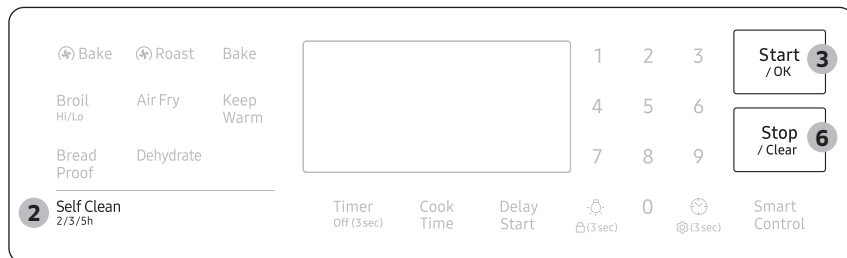 Bake
Roast
Bake
1
2
3
Start
/ OK
3
Broil
Hi/Lo
Air Fry
Keep
Warm
4
5
6
Stop
/ Clear
6
Bread
Proof
Dehydrate
7
8
9
2
Self Clean
2/3/5h
Timer
Off (3 sec)
Cook
Time
Delay
Start
(3 sec)
0
(3 sec)
Smart
Control